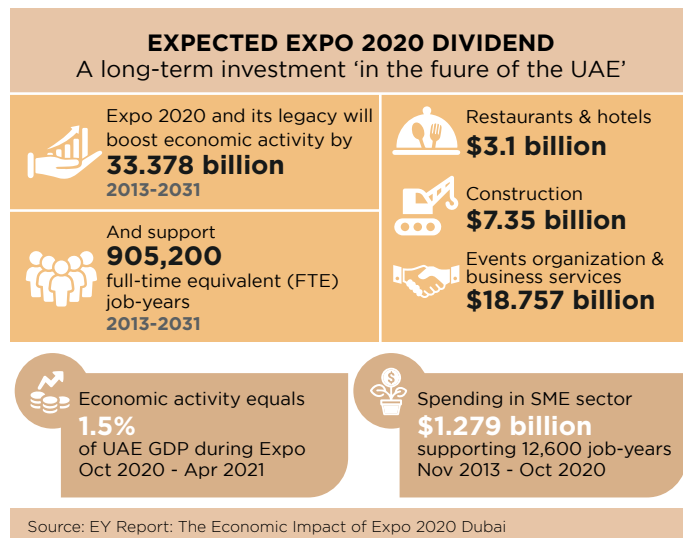 EXPECTED EXPO 2020 DIVIDEND
A long-term investment ‘in the fuure of the UAE’
Expo 2020 and its legacy will
boost economic activity by
33.378 billion
2013-2031
And support
905,200
full-time equivalent (FTE)
job-years
2013-2031
Restaurants & hotels
$3.1 billion
Construction
$7.35 billion
Events organization &
business services
$18.757 billion
Economic activity equals
1.5%
of UAE GDP during Expo
Oct 2020 - Apr 2021
$
Spending in SME sector
$1.279 billion
supporting 12,600 job-years
Nov 2013 - Oct 2020
Source: EY Report: The Economic Impact of Expo 2020 Dubai